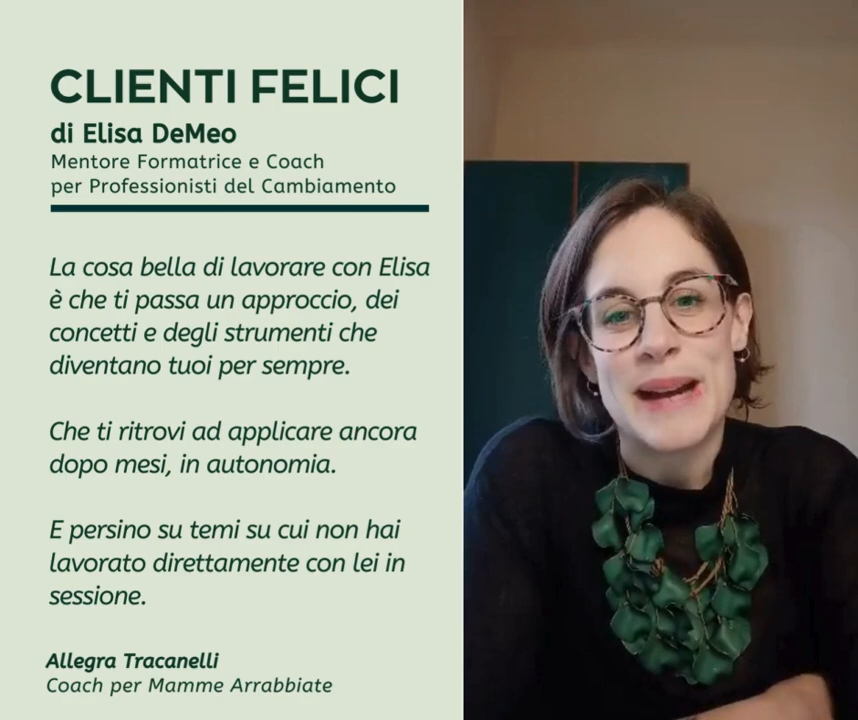 CLIENTI FELICI
di Elisa DeMeo
Mentore Formatrice e Coach
per Professionisti del Cambiamento
La cosa bella di lavorare con Elisa
è che ti passa un approccio, dei
concetti e degli strumenti che
diventano tuoi per sempre.
Che ti ritrovi ad applicare ancora
dopo mesi, in autonomia.
E persino su temi su cui non hai
lavorato direttamente con lei in
sessione.
Allegra Tracanelli
Coach per Mamme Arrabbiate